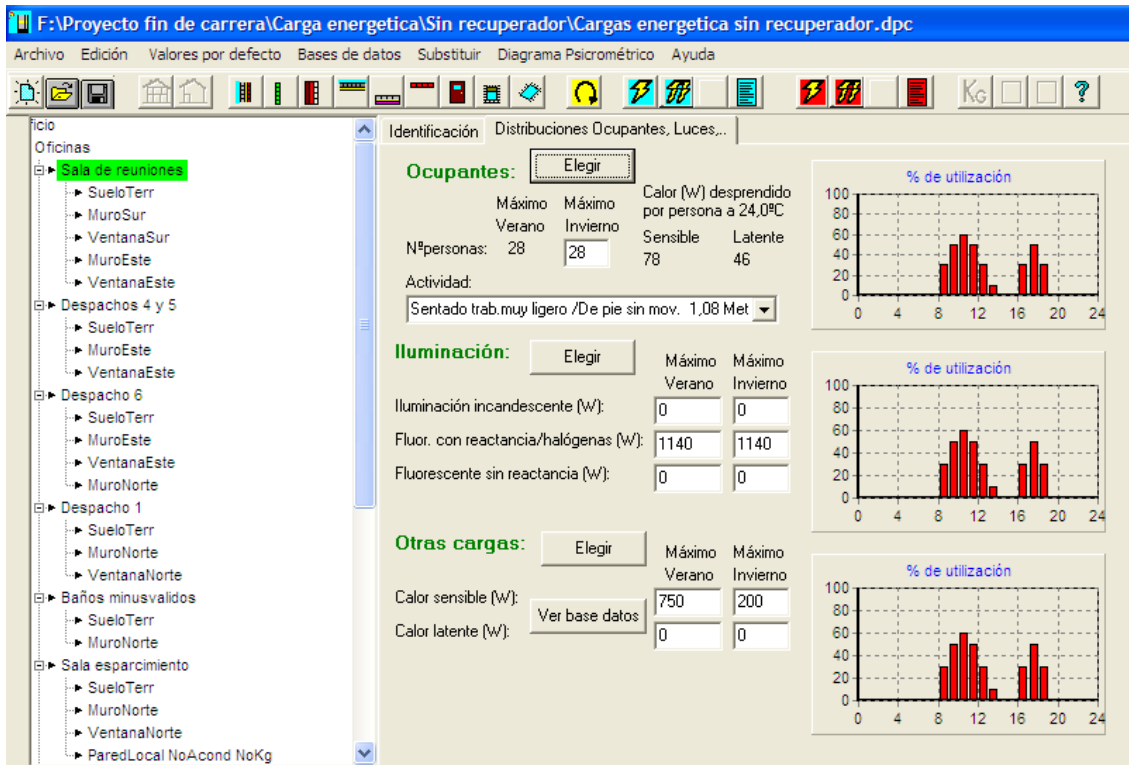 F:\Proyecto fin de carrera\Carga energetica\Sin recuperador\Cargas energetica sin recuperador.dpc
Archivo Edición Valores por defecto Bases de datos Substituir Diagrama Psicrométrico Ayuda
KG ?
ficio
Oficinas
Sala de reuniones
SueloTerr
MuroSur
VentanaSur
MuroEste
VentanaEste
Despachos 4 y 5
SueloTerr
MuroEste
VentanaEste
Despacho 6
SueloTerr
MuroEste
VentanaEste
MuroNorte
Despacho 1
SueloTerr
MuroNorte
VentanaNorte
Baños minusvalidos
SueloTerr
MuroNorte
Sala esparcimiento
SueloTerr
MuroNorte
VentanaNorte
ParedLocal NoAcond NoKg
Identificación Distribuciones Ocupantes, Luces,..
Ocupantes: Elegir
Máximo Máximo Calor (W) desprendido
Verano Invierno por persona a 24,0ºC
Sensible Latente
Nºpersonas: 28 28 78 46
Actividad:
Sentado trab.muy ligero /De pie sin mov. 1,08 Met
Iluminación: Elegir
Máximo Máximo
Verano Invierno
Iluminación incandescente (W): 0 0
Fluor. con reactancia/halógenas (W): 1140 1140
Fluorescente sin reactancia (W): 0 0
Otras cargas: Elegir
Máximo Máximo
Verano Invierno
Calor sensible (W): 750 200
Ver base datos
Calor latente (W): 0 0
% de utilización
100
80
60
40
20
0
0 4 8 12 16 20 24
% de utilización
100
80
60
40
20
0
0 4 8 12 16 20 24
% de utilización
100
80
60
40
20
0
0 4 8 12 16 20 24